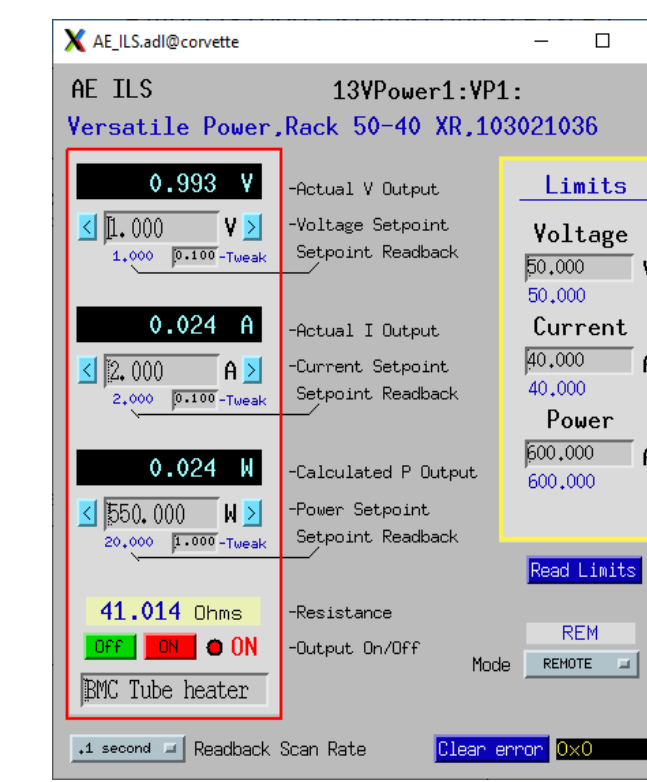 AE_ILS.adl@corvette
AE ILS 13VPower1:VP1:
Versatile Power,Rack 50-40 XR,103021036
0.993 V -Actual V Output
< 1.000 V > -Voltage Setpoint
1.000 0.100 -Tweak Setpoint Readback
0.024 A -Actual I Output
< 2.000 A > -Current Setpoint
2.000 0.100 -Tweak Setpoint Readback
0.024 W -Calculated P Output
< 550.000 W > -Power Setpoint
20.000 1.000 -Tweak Setpoint Readback
41.014 Ohms -Resistance
Off ON ON -Output On/Off
BMC Tube heater
Limits
Voltage
50.000
50.000
Current
40.000
40.000
Power
600.000
600.000
Read Limits
REM
Mode REMOTE
.1 second Readback Scan Rate Clear error 0x0